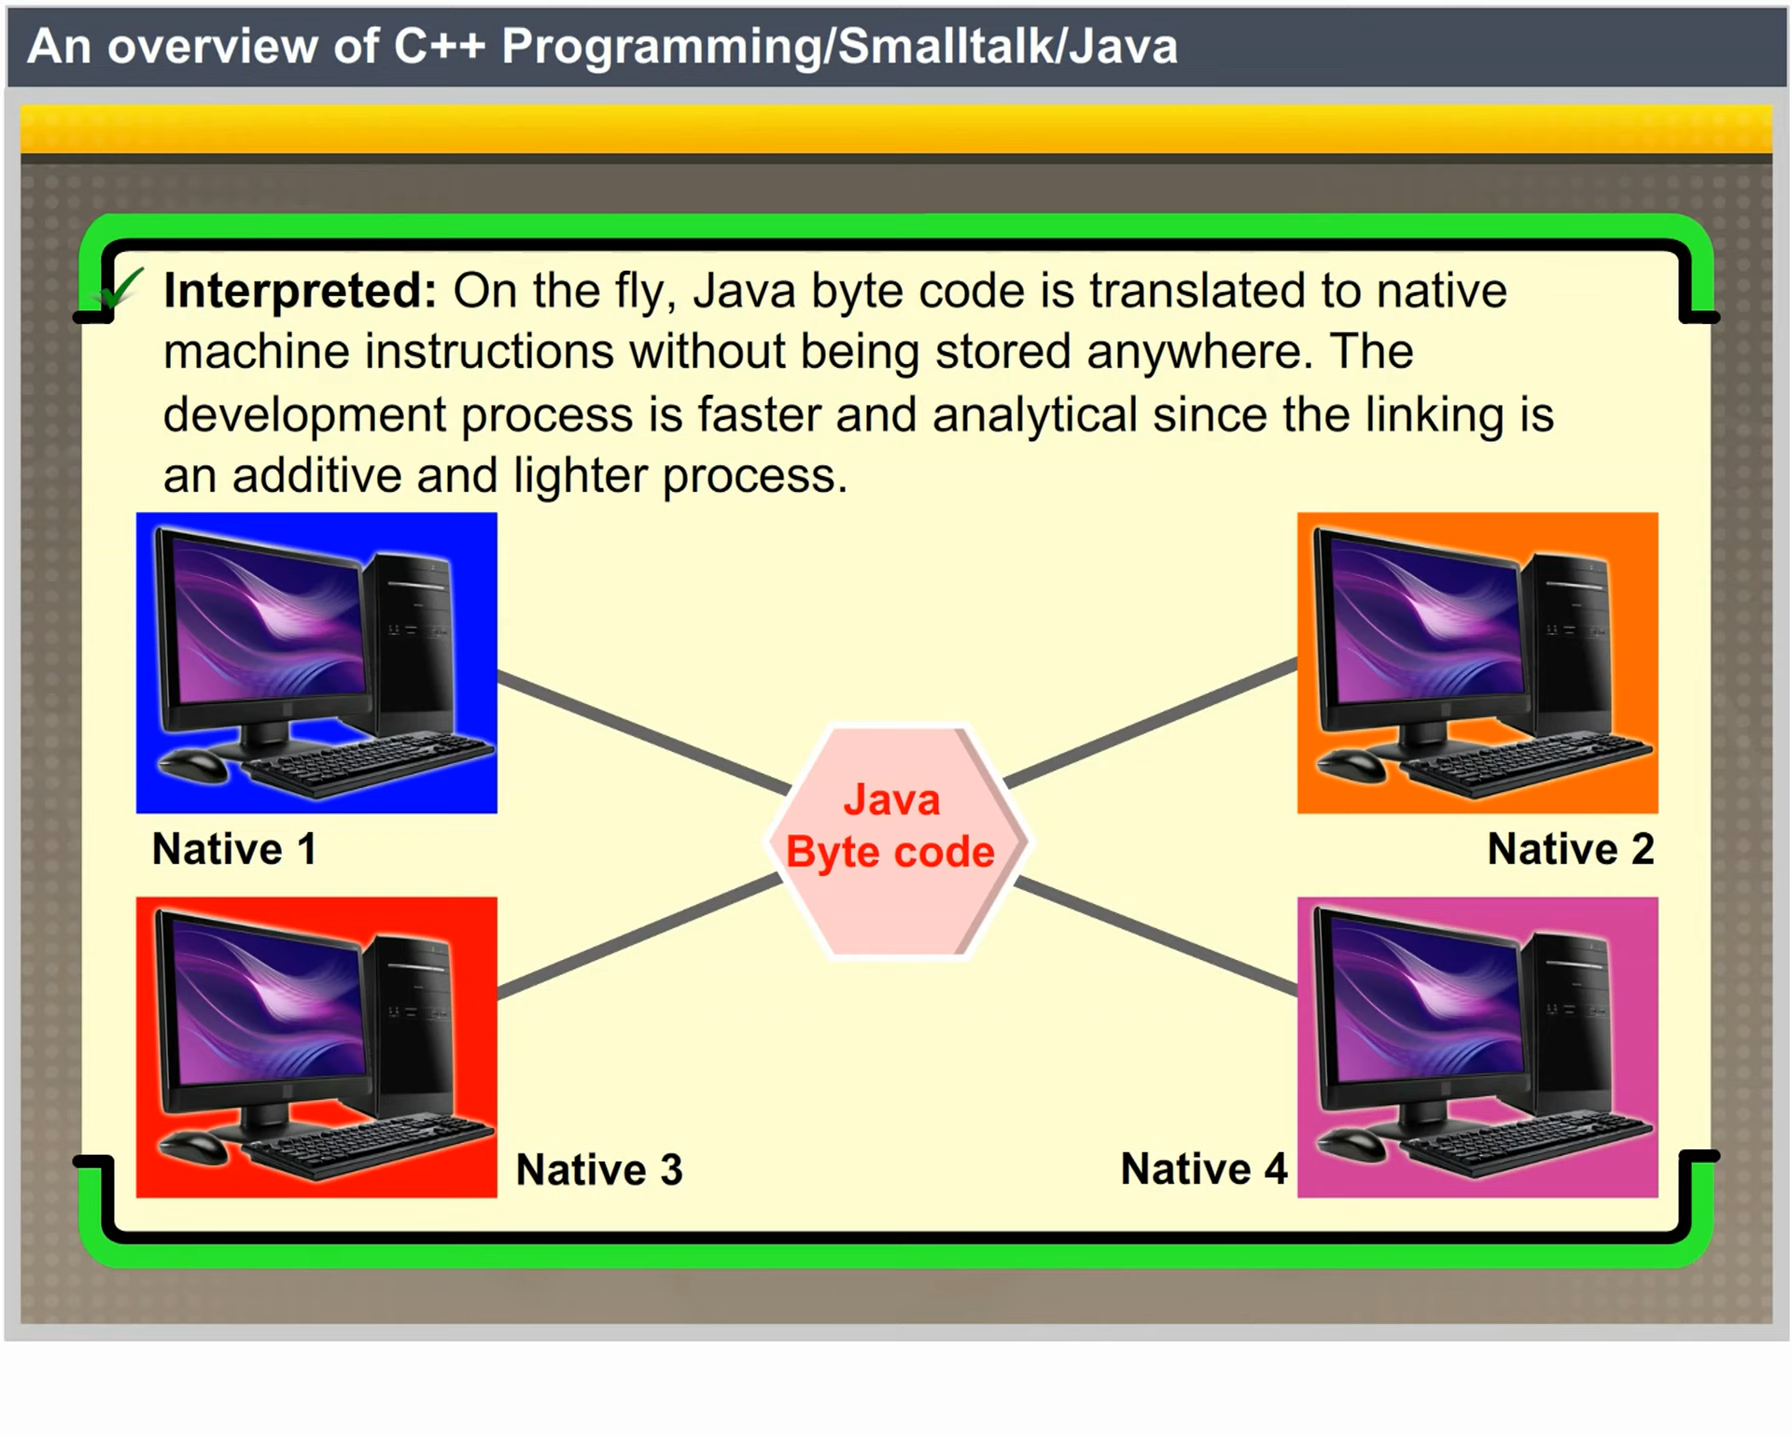 An overview of C++ Programming/Smalltalk/Java
Interpreted: On the fly, Java byte code is translated to native
machine instructions without being stored anywhere. The
development process is faster and analytical since the linking is
an additive and lighter process.
Java
Byte code
Native 1
Native 2
Native 3
Native 4